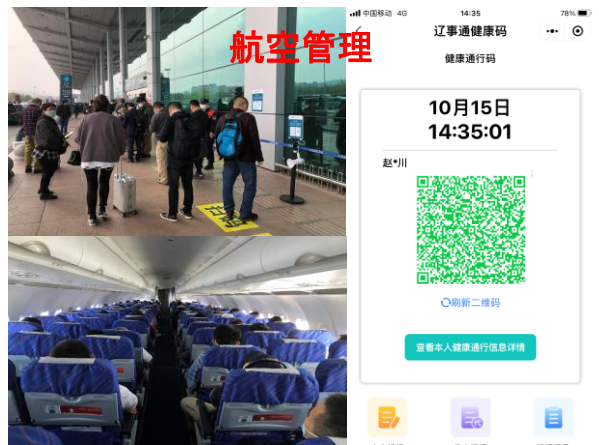 航空管理
中国移动 4G
14:35
78%
辽事通健康码
健康通行码
10月15日
14:35:01
赵*川
刷新二维码
查看本人健康通行信息详情
扫码